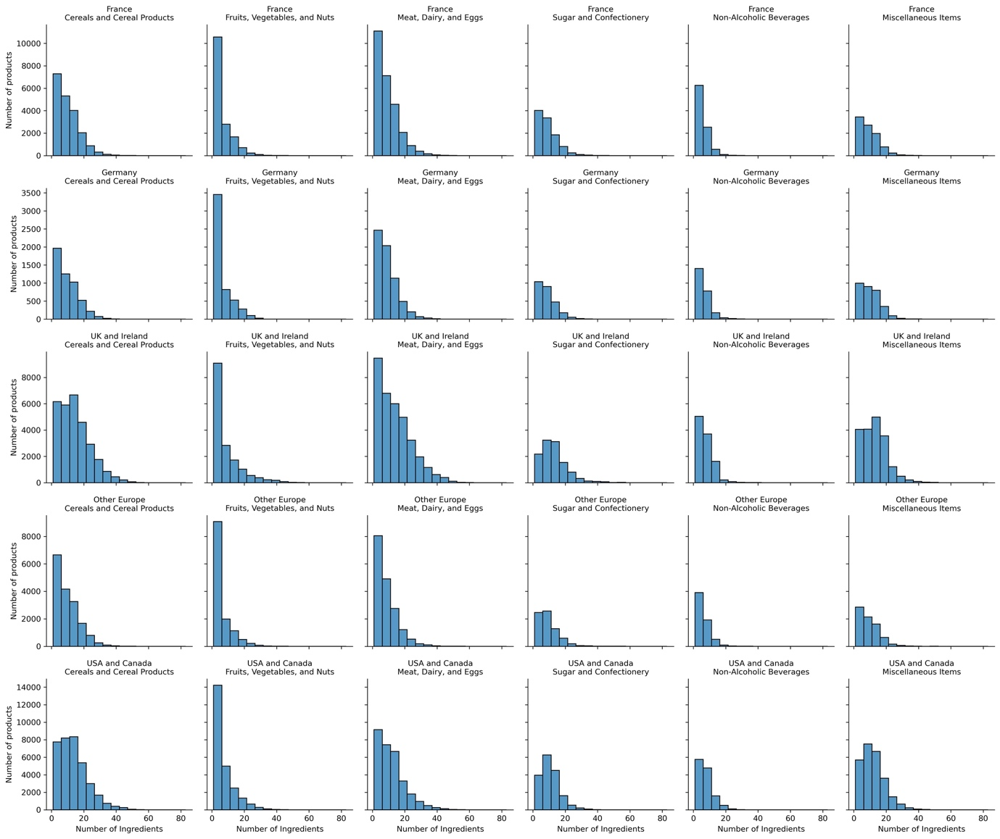 France
Cereals and Cereal Products
France
Fruits, Vegetables, and Nuts
France
Meat, Dairy, and Eggs
France
Sugar and Confectionery
France
Non-Alcoholic Beverages
France
Miscellaneous Items
Number of products
10000
8000
6000
4000
2000
0
Germany
Cereals and Cereal Products
Germany
Fruits, Vegetables, and Nuts
Germany
Meat, Dairy, and Eggs
Germany
Sugar and Confectionery
Germany
Non-Alcoholic Beverages
Germany
Miscellaneous Items
Number of products
3500
3000
2500
2000
1500
1000
500
0
UK and Ireland
Cereals and Cereal Products
UK and Ireland
Fruits, Vegetables, and Nuts
UK and Ireland
Meat, Dairy, and Eggs
UK and Ireland
Sugar and Confectionery
UK and Ireland
Non-Alcoholic Beverages
UK and Ireland
Miscellaneous Items
Number of products
8000
6000
4000
2000
0
Other Europe
Cereals and Cereal Products
Other Europe
Fruits, Vegetables, and Nuts
Other Europe
Meat, Dairy, and Eggs
Other Europe
Sugar and Confectionery
Other Europe
Non-Alcoholic Beverages
Other Europe
Miscellaneous Items
Number of products
8000
6000
4000
2000
0
USA and Canada
Cereals and Cereal Products
USA and Canada
Fruits, Vegetables, and Nuts
USA and Canada
Meat, Dairy, and Eggs
USA and Canada
Sugar and Confectionery
USA and Canada
Non-Alcoholic Beverages
USA and Canada
Miscellaneous Items
Number of products
14000
12000
10000
8000
6000
4000
2000
0
0 20 40 60 80
Number of Ingredients
0 20 40 60 80
Number of Ingredients
0 20 40 60 80
Number of Ingredients
0 20 40 60 80
Number of Ingredients
0 20 40 60 80
Number of Ingredients
0 20 40 60 80
Number of Ingredients